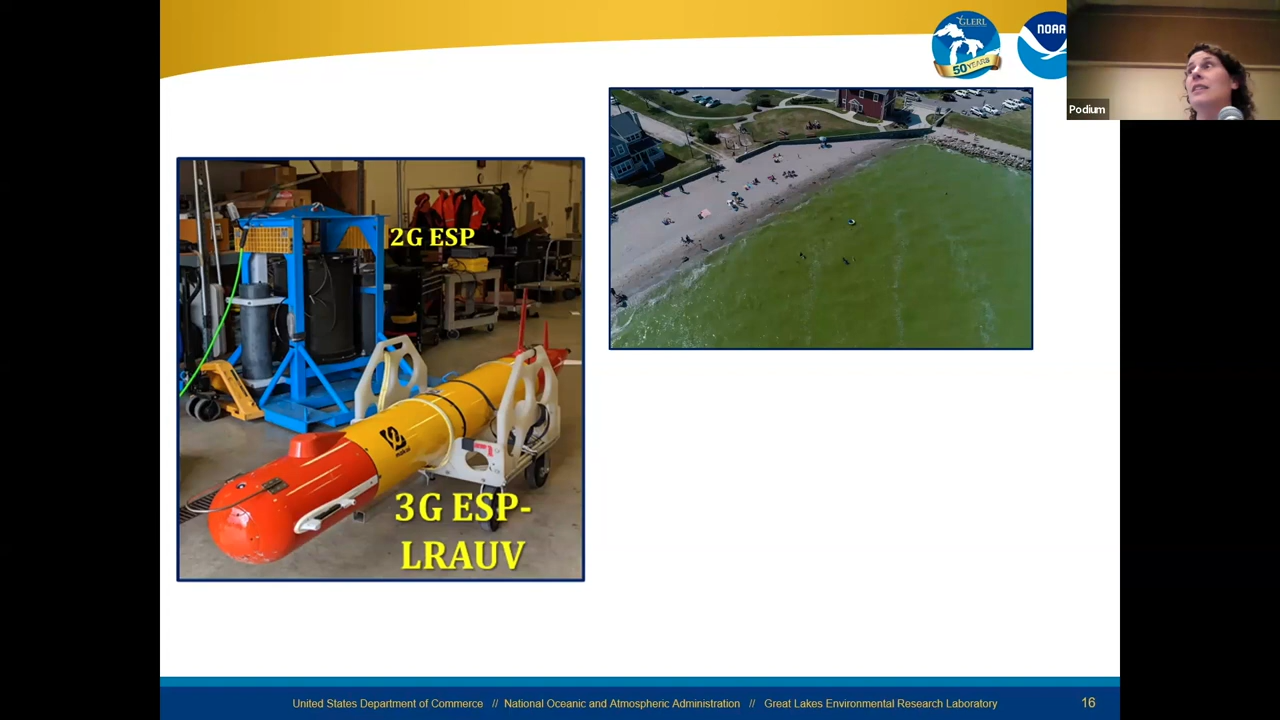 GLERL
50 YEARS
NOAA
Podium
2G ESP
3G ESP-
LRAUV
United States Department of Commerce // National Oceanic and Atmospheric Administration // Great Lakes Environmental Research Laboratory
16